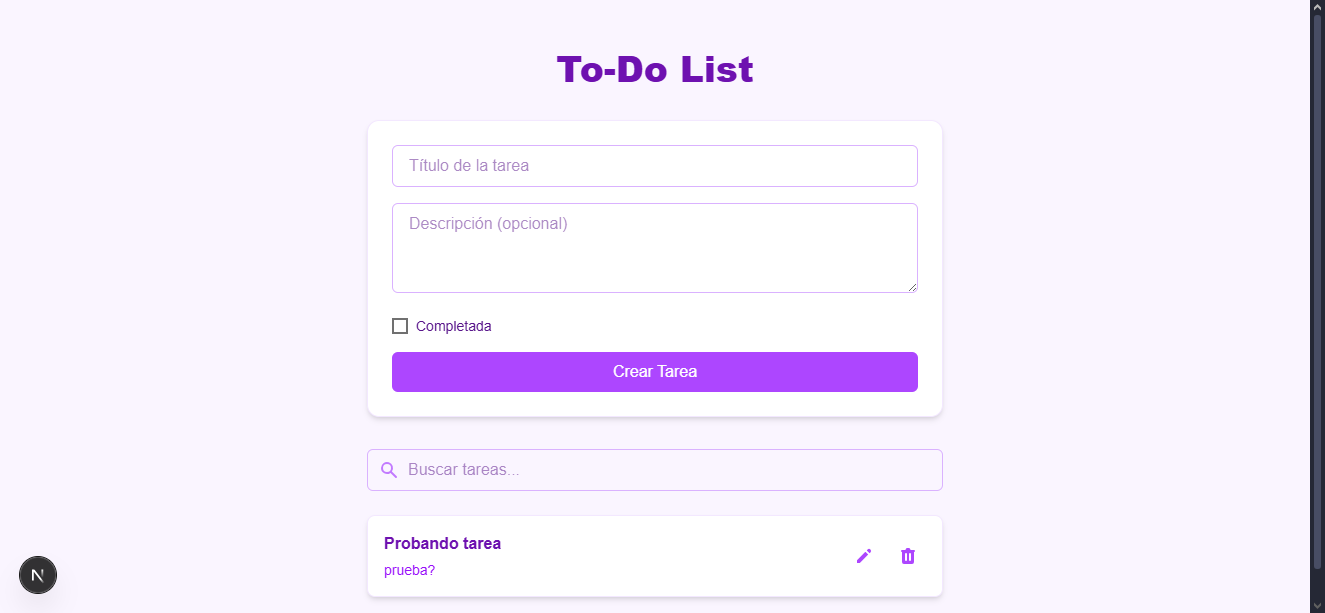 To-Do List
Título de la tarea
Descripción (opcional)
Completada
Crear Tarea
Buscar tareas...
Probando tarea
prueba?
N